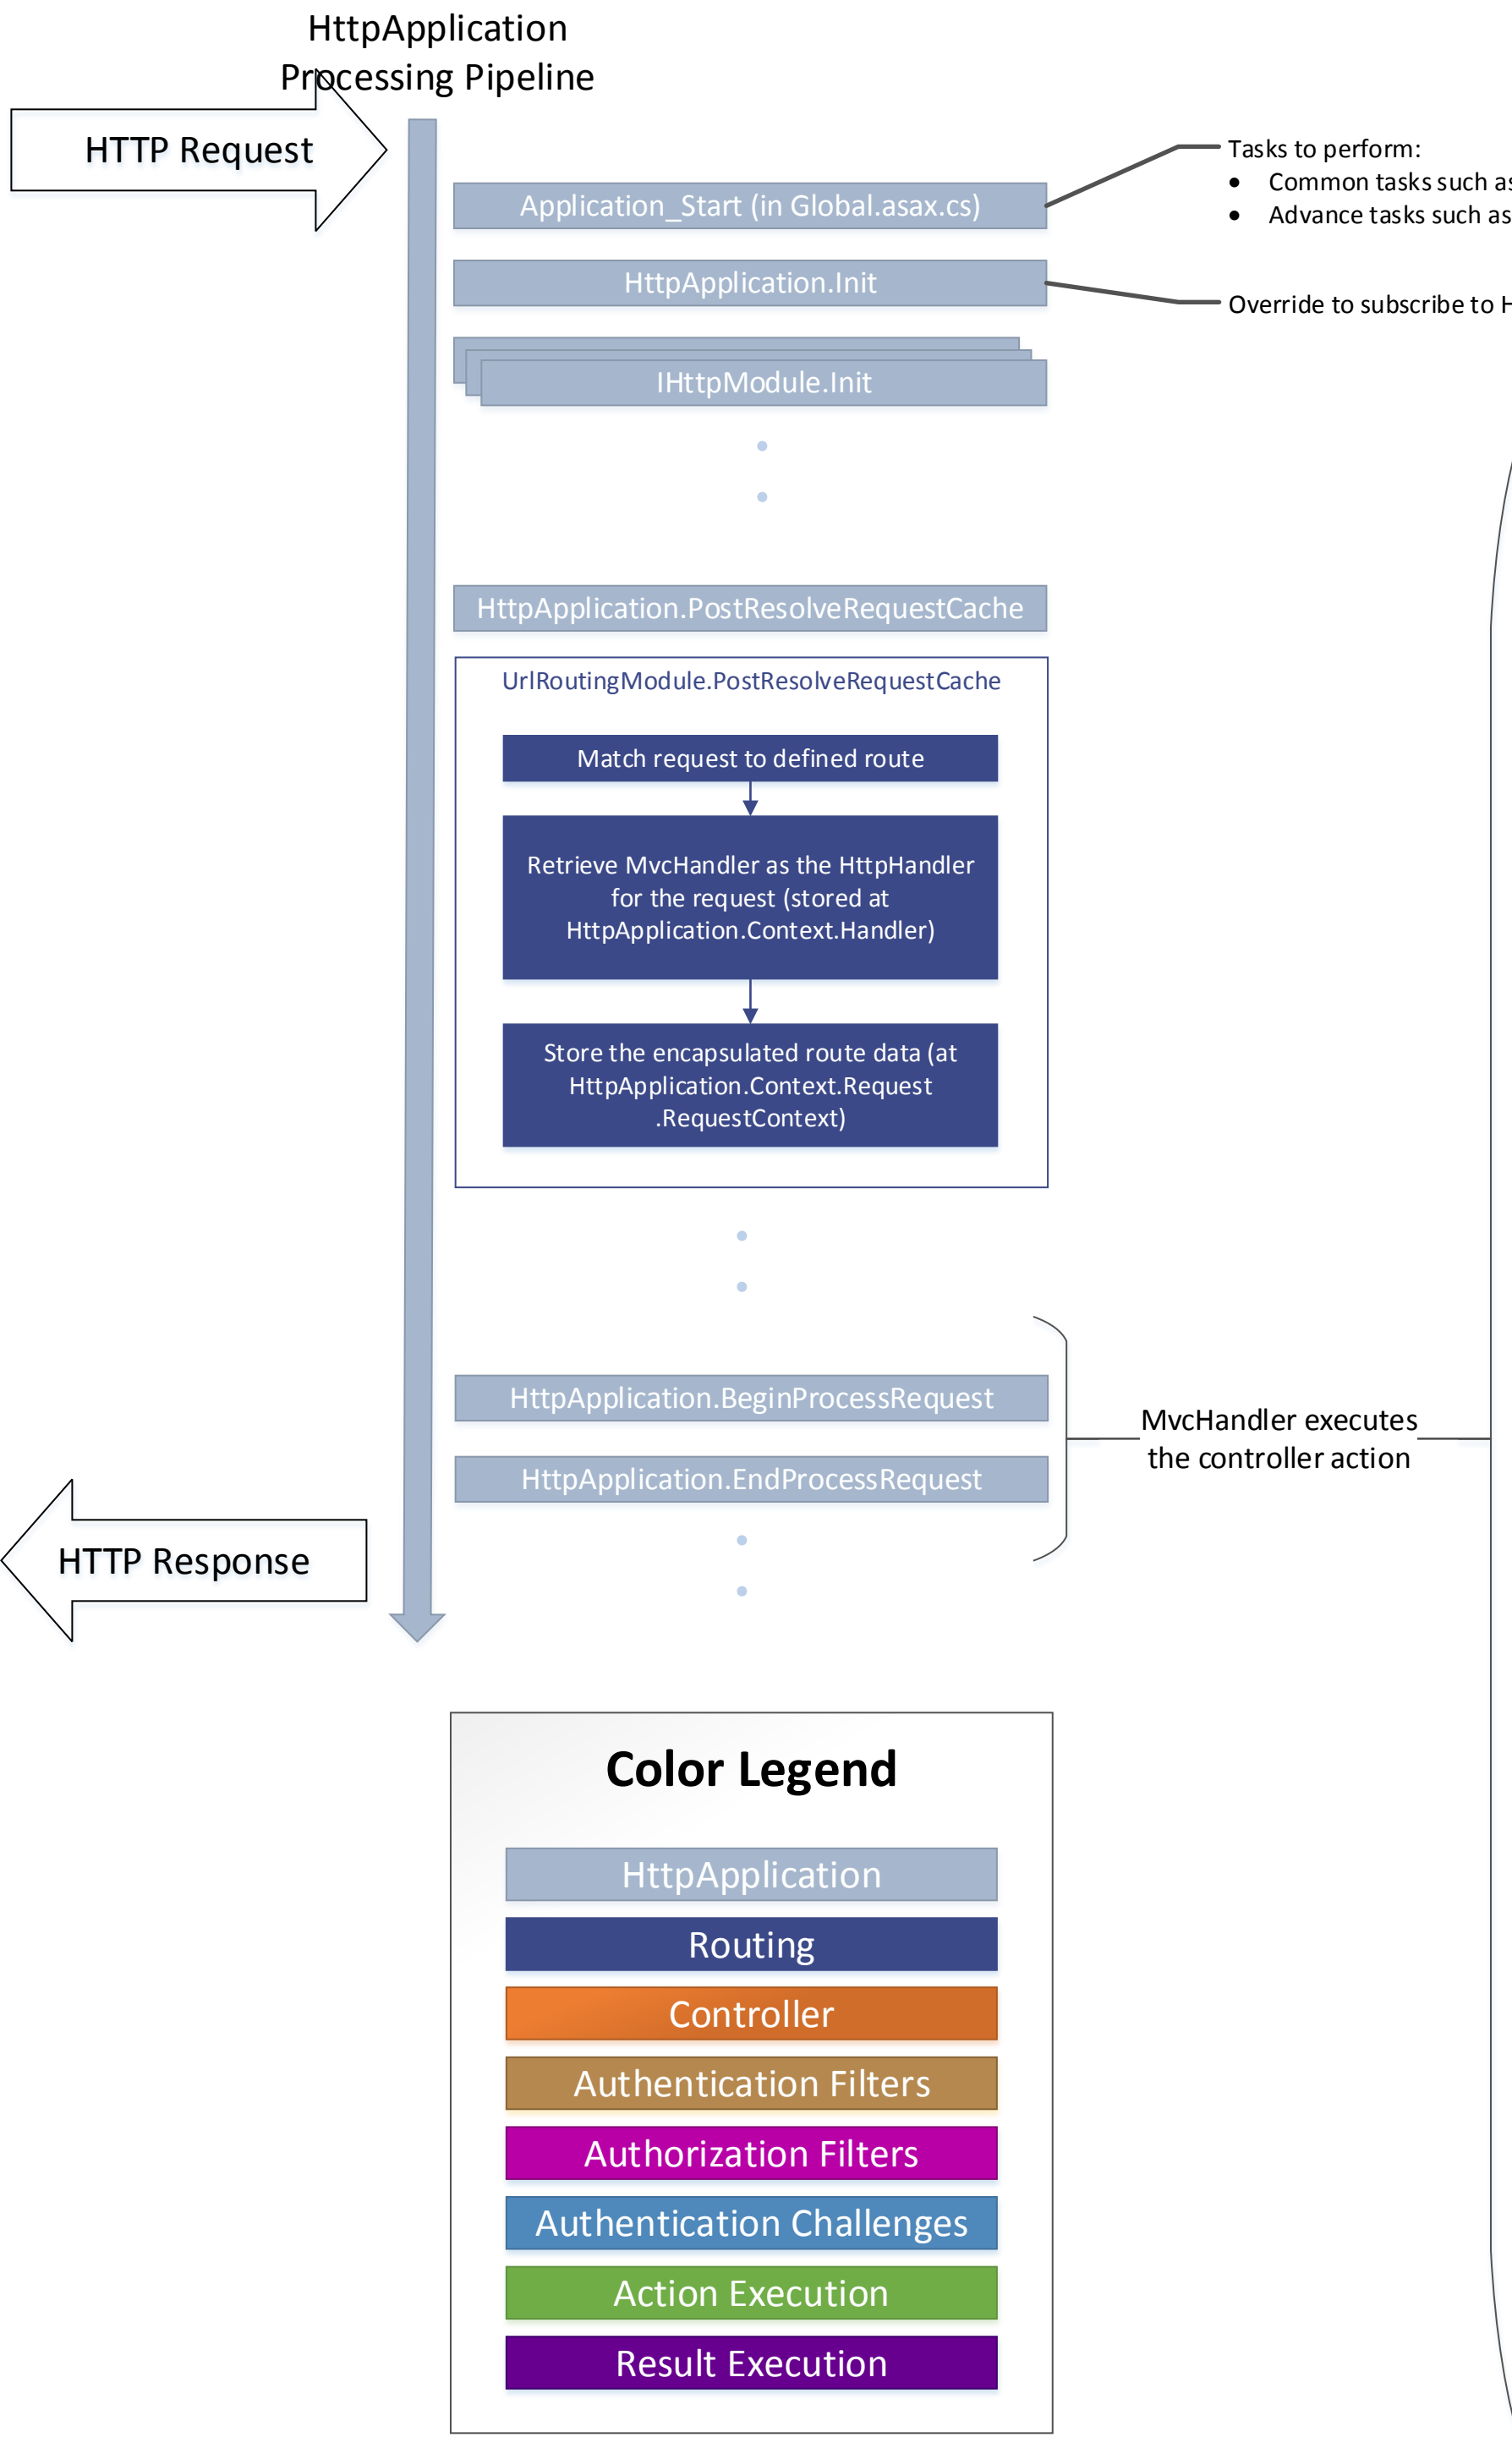 HttpApplication
Processing Pipeline
HTTP Request
Tasks to perform:
• Common tasks such as
• Advance tasks such as
Application_Start (in Global.asax.cs)
HttpApplication.Init
Override to subscribe to H
IHttpModule.Init
HttpApplication.PostResolveRequestCache
UrlRoutingModule.PostResolveRequestCache
Match request to defined route
Retrieve MvcHandler as the HttpHandler
for the request (stored at
HttpApplication.Context.Handler)
Store the encapsulated route data (at
HttpApplication.Context.Request
.RequestContext)
HttpApplication.BeginProcessRequest
HttpApplication.EndProcessRequest
MvcHandler executes
the controller action
HTTP Response
Color Legend
HttpApplication
Routing
Controller
Authentication Filters
Authorization Filters
Authentication Challenges
Action Execution
Result Execution